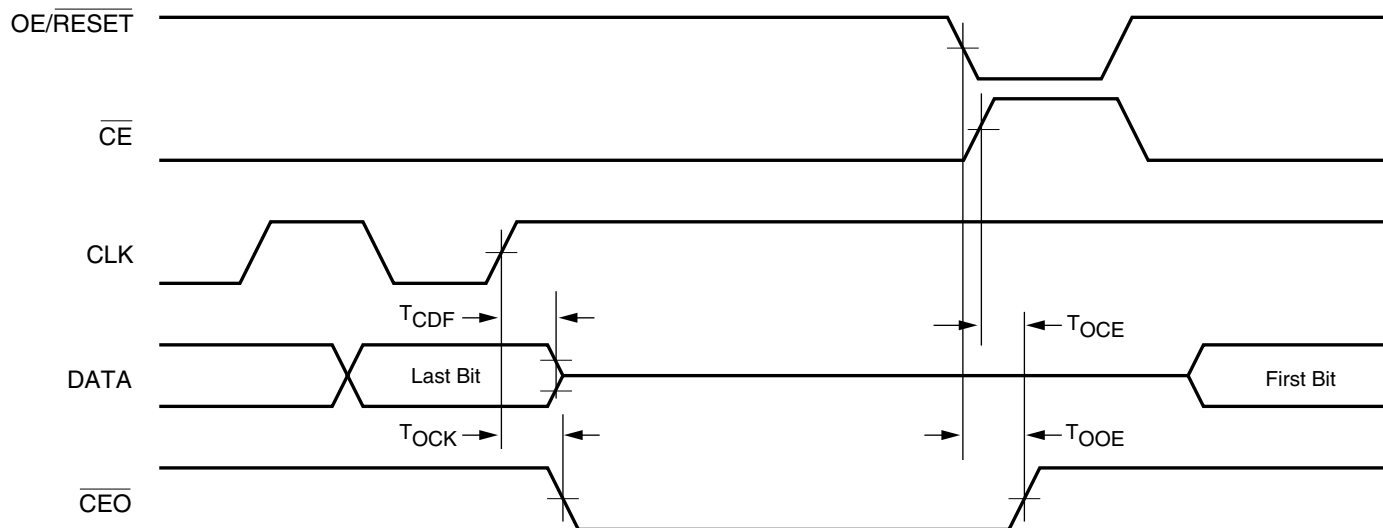 OE/RESET
CE
CLK
TCDF
TOCE
DATA
Last Bit
First Bit
TOCK
TOOE
CEO